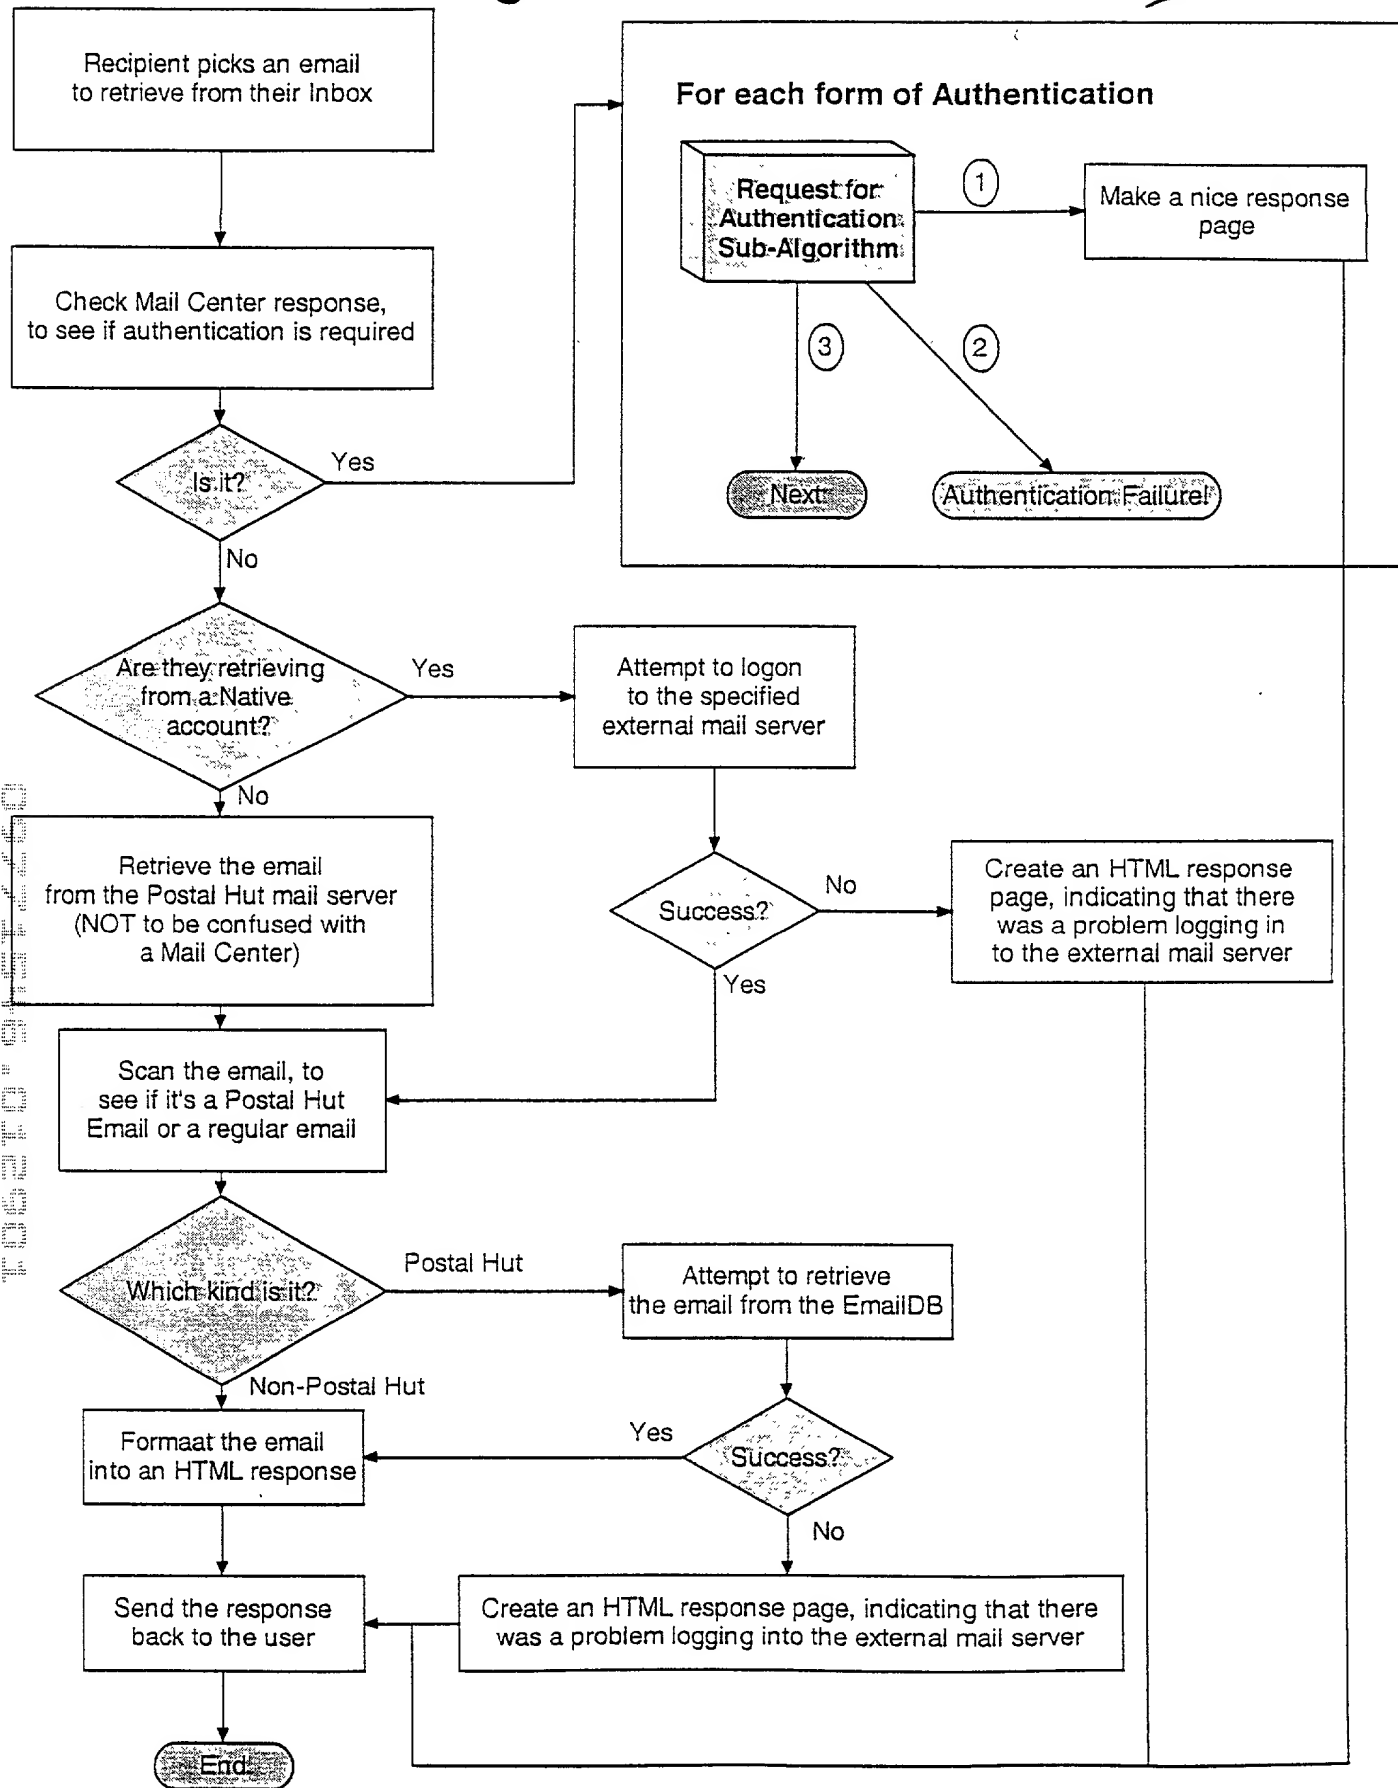 Recipient picks an email
to retrieve from their Inbox
For each form of Authentication
Request for
Authentication
Sub-Algorithm
1
Make a nice response
page
Check Mail Center response,
to see if authentication is required
3
2
Is it?
Yes
Next
Authentication Failure!
No
Are they retrieving
from a Native
account?
Yes
Attempt to logon
to the specified
external mail server
No
Retrieve the email
from the Postal Hut mail server
(NOT to be confused with
a Mail Center)
Success?
No
Create an HTML response
page, indicating that there
was a problem logging in
to the external mail server
Yes
Scan the email, to
see if it's a Postal Hut
Email or a regular email
Which kind is it?
Postal Hut
Attempt to retrieve
the email from the EmailDB
Non-Postal Hut
Formaat the email
into an HTML response
Yes
Success?
No
Send the response
back to the user
Create an HTML response page, indicating that there
was a problem logging into the external mail server
End